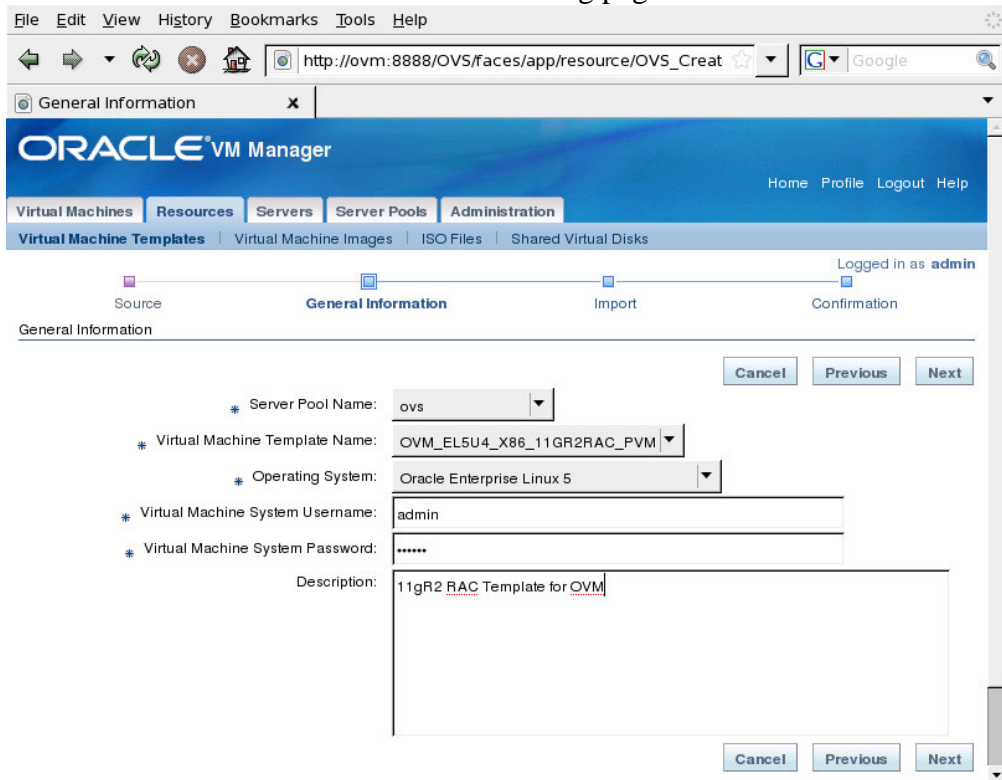 g pag
File Edit View History Bookmarks Tools Help
http://ovm:8888/OVS/faces/app/resource/OVS_Creat G Google
General Information x
ORACLE VM Manager
Home Profile Logout Help
Virtual Machines Resources Servers Server Pools Administration
Virtual Machine Templates | Virtual Machine Images | ISO Files | Shared Virtual Disks
Logged in as admin
Source General Information Import Confirmation
General Information
Cancel Previous Next
* Server Pool Name: ovs
* Virtual Machine Template Name: OVM_EL5U4_X86_11GR2RAC_PVM
* Operating System: Oracle Enterprise Linux 5
* Virtual Machine System Username: admin
* Virtual Machine System Password: ••••••
Description: 11gR2 RAC Template for OVM
Cancel Previous Next